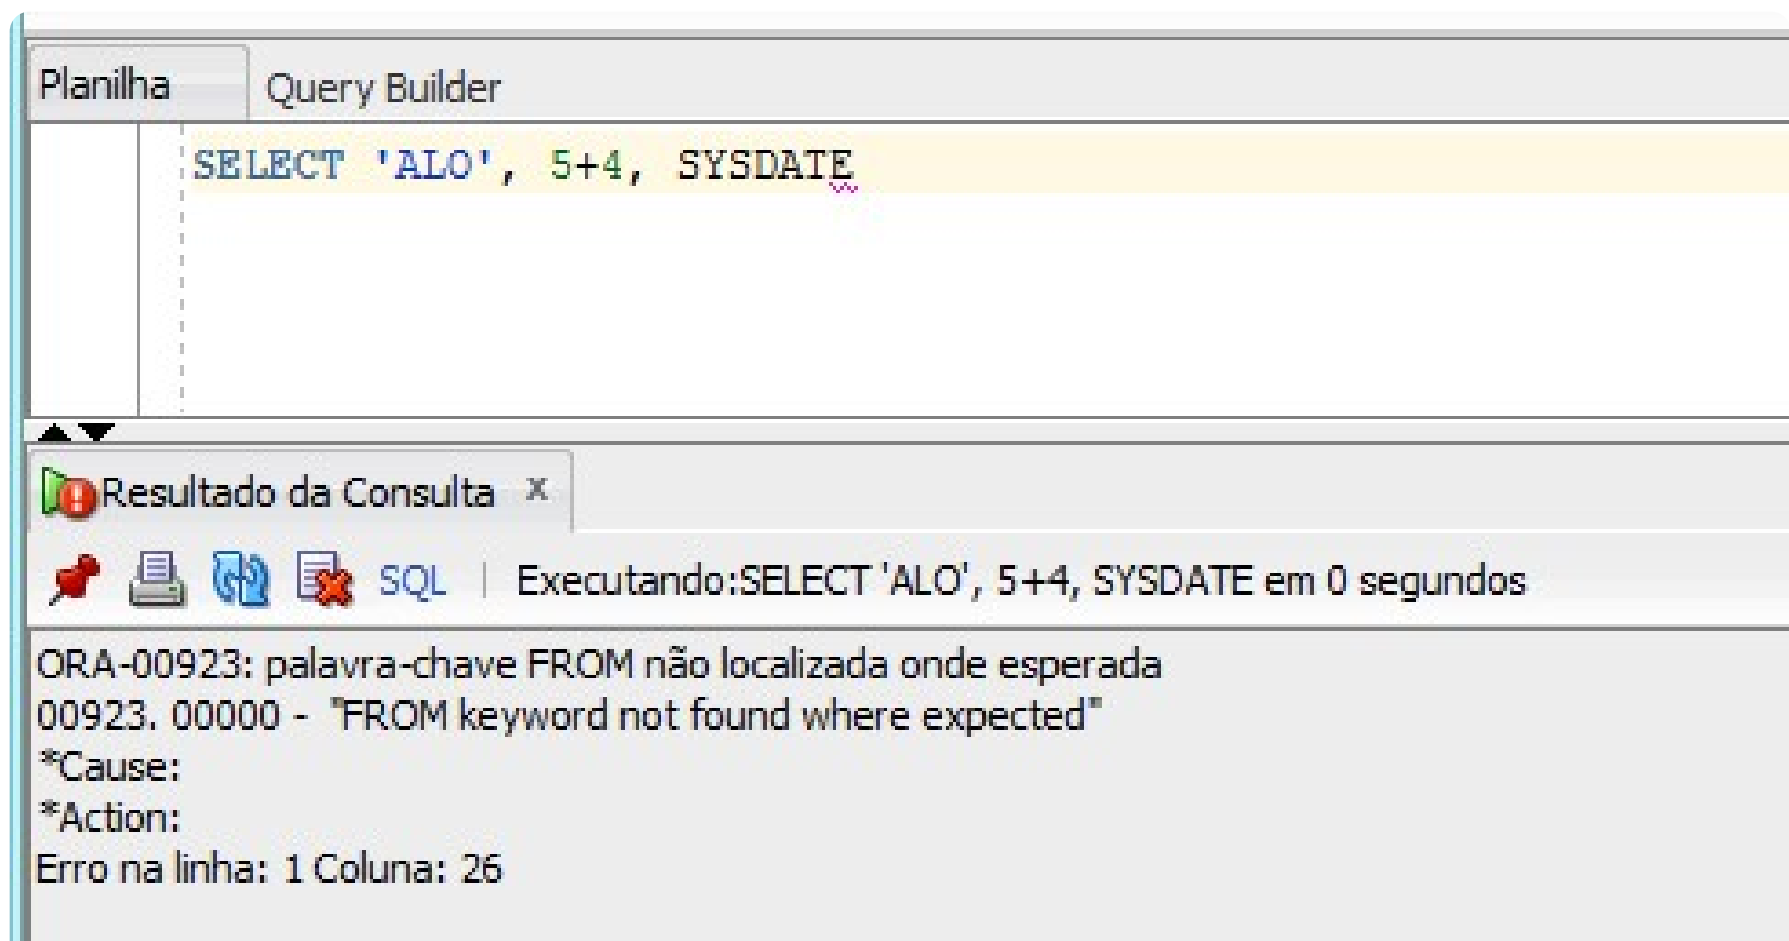 Planilha Query Builder
SELECT 'ALO', 5+4, SYSDATE
Resultado da Consulta x
SQL | Executando:SELECT 'ALO', 5+4, SYSDATE em 0 segundos
ORA-00923: palavra-chave FROM não localizada onde esperada
00923. 00000 - "FROM keyword not found where expected"
*Cause:
*Action:
Erro na linha: 1 Coluna: 26